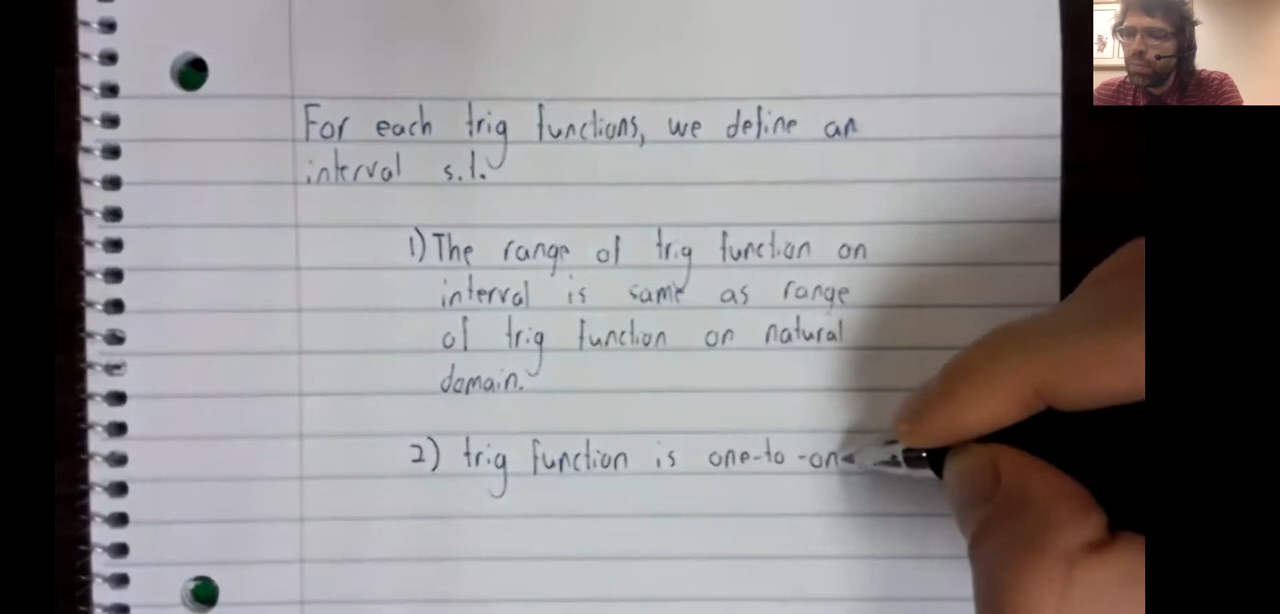 For each trig functions, we define an
interval s.t.
1) The range of trig function on
interval is same as range
of trig function on natural
domain.
2) trig function is one-to-one